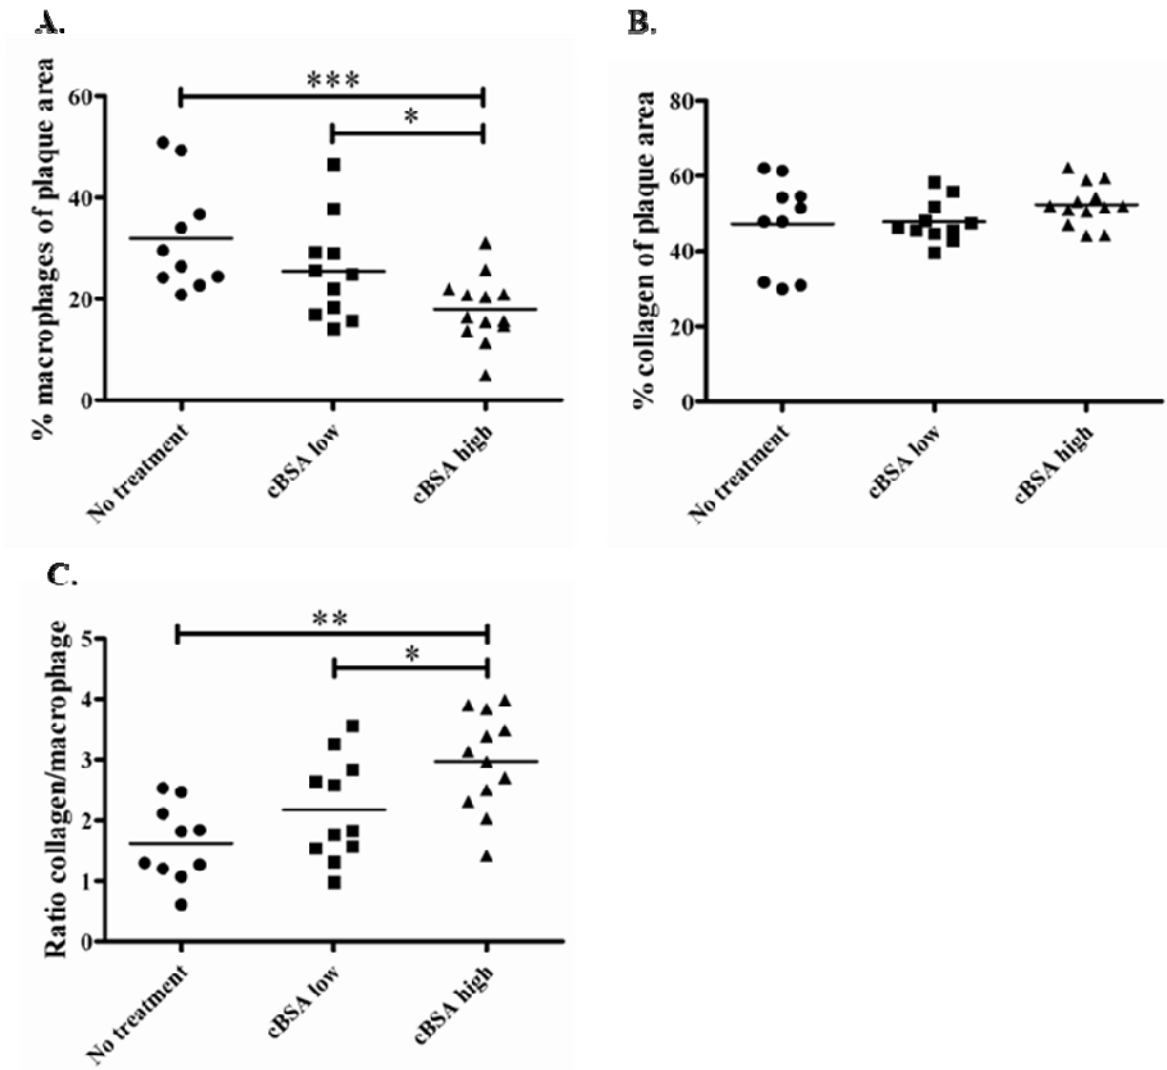 A.
% macrophages of plaque area
60
40
20
0
***
*
No treatment
cBSA low
cBSA high
B.
% collagen of plaque area
80
60
40
20
0
No treatment
cBSA low
cBSA high
C.
Ratio collagen/macrophage
5
4
3
2
1
0
**
*
No treatment
cBSA low
cBSA high